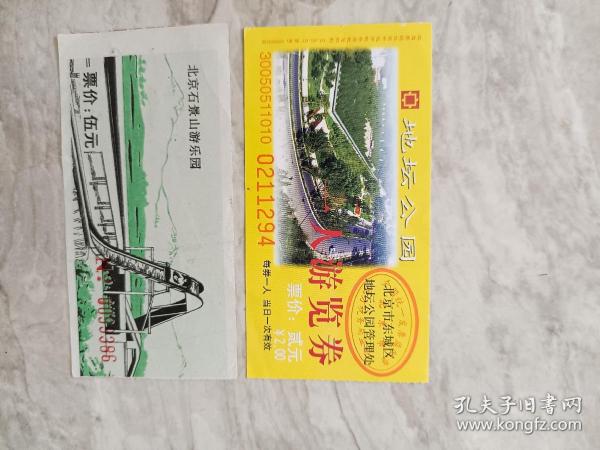 北京石景山游乐园
票价:伍元
地坛公园
30050511010
0211294
游览券
票价:贰元
¥2.00
每券一人 当日一次有效
北京市东城区
地坛公园管理处
孔夫子旧书网
www.kongfz.com